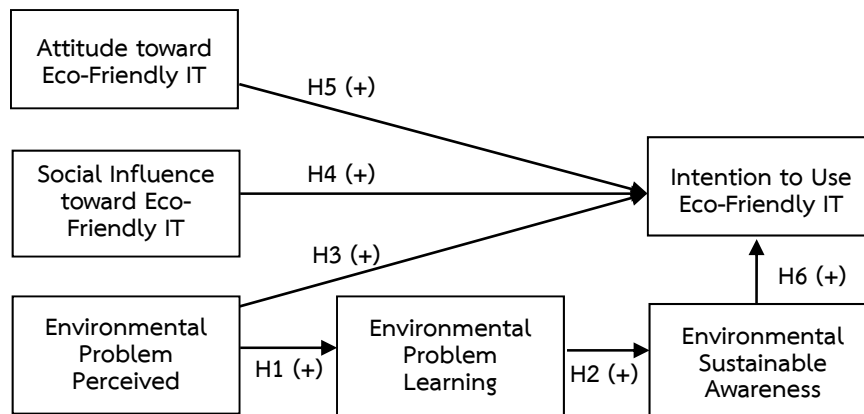 Attitude toward
Eco-Friendly IT
H5 (+)
Social Influence
toward Eco-
Friendly IT
H4 (+)
Intention to Use
Eco-Friendly IT
H3 (+)
H6 (+)
Environmental
Problem
Perceived
H1 (+)
Environmental
Problem
Learning
H2 (+)
Environmental
Sustainable
Awareness